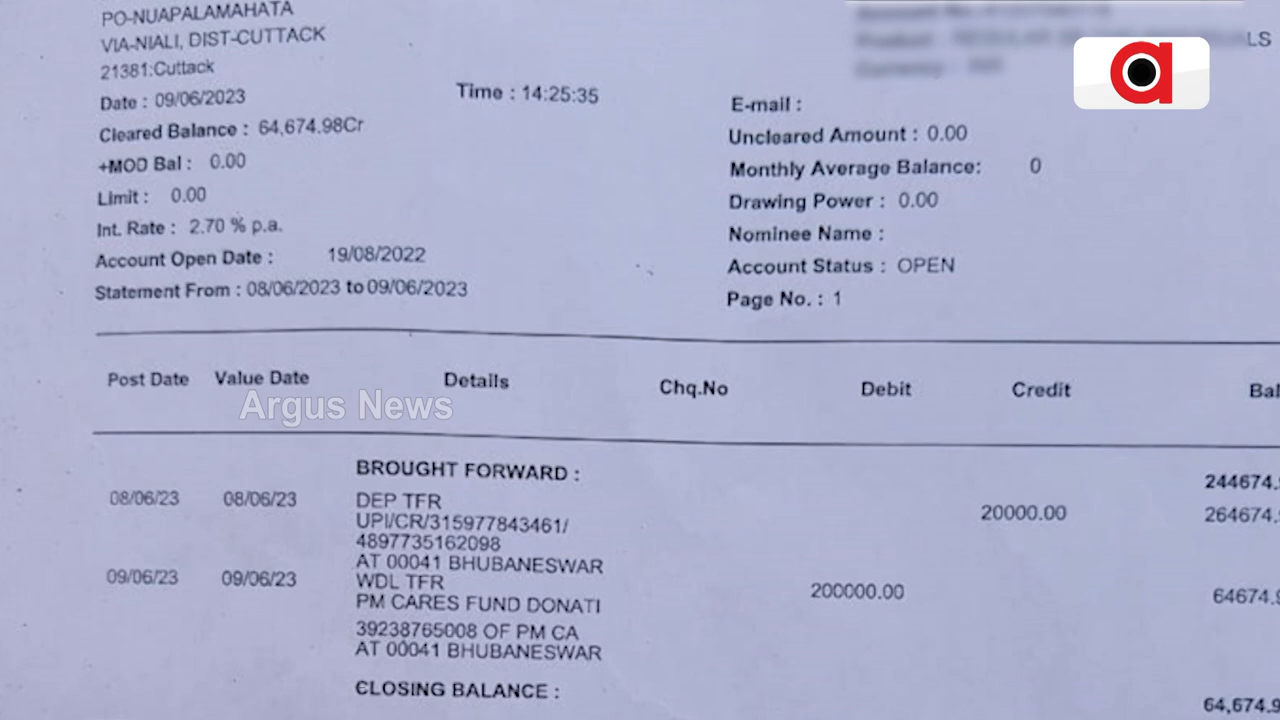 PO-NUAPALAMAHATA
VIA-NIALI, DIST-CUTTACK
21381:Cuttack
Date : 09/06/2023
Time : 14:25:35
Cleared Balance : 64,674.98Cr
+MOD Bal : 0.00
Limit : 0.00
Int. Rate : 2.70 % p.a.
Account Open Date : 19/08/2022
Statement From : 08/06/2023 to 09/06/2023
LS
E-mail :
Uncleared Amount : 0.00
Monthly Average Balance: 0
Drawing Power : 0.00
Nominee Name :
Account Status : OPEN
Page No. : 1
Post Date Value Date Details Chq.No Debit Credit Bal
Argus News
BROUGHT FORWARD : 244674.9
08/06/23 08/06/23 DEP TFR 20000.00 264674.9
UPI/CR/315977843461/
4897735162098
AT 00041 BHUBANESWAR
09/06/23 09/06/23 WDL TFR 200000.00 64674.9
PM CARES FUND DONATI
39238765008 OF PM CA
AT 00041 BHUBANESWAR
CLOSING BALANCE : 64,674.9